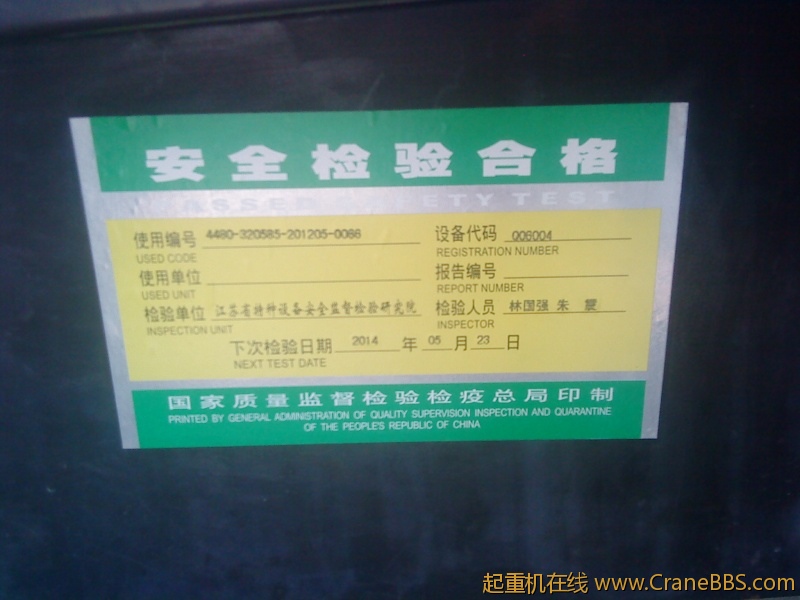 安全检验合格
PASSED SAFETY TEST
使用编号 4480-320585-201205-0066 设备代码 006004
USED CODE REGISTRATION NUMBER
使用单位 报告编号
USED UNIT REPORT NUMBER
检验单位 江苏省特种设备安全监督检验研究院 检验人员 林国强 朱 震
INSPECTION UNIT INSPECTOR
下次检验日期 2014 年 05 月 23 日
NEXT TEST DATE
国家质量监督检验检疫总局印制
PRINTED BY GENERAL ADMINISTRATION OF QUALITY SUPERVISION INSPECTION AND QUARANTINE
OF THE PEOPLE'S REPUBLIC OF CHINA
起重机在线 www.CraneBBS.com